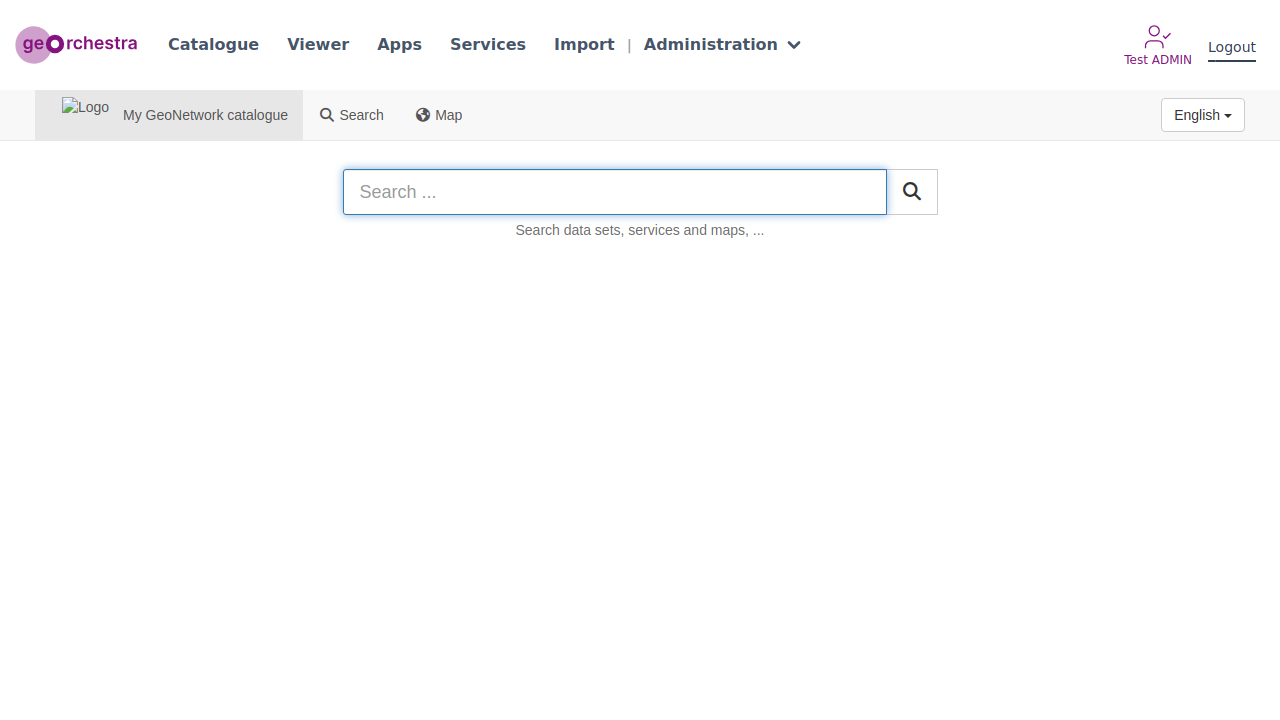 georchestra Catalogue Viewer Apps Services Import | Administration Test ADMIN Logout
Logo My GeoNetwork catalogue Search Map English
Search ...
Search data sets, services and maps, ...